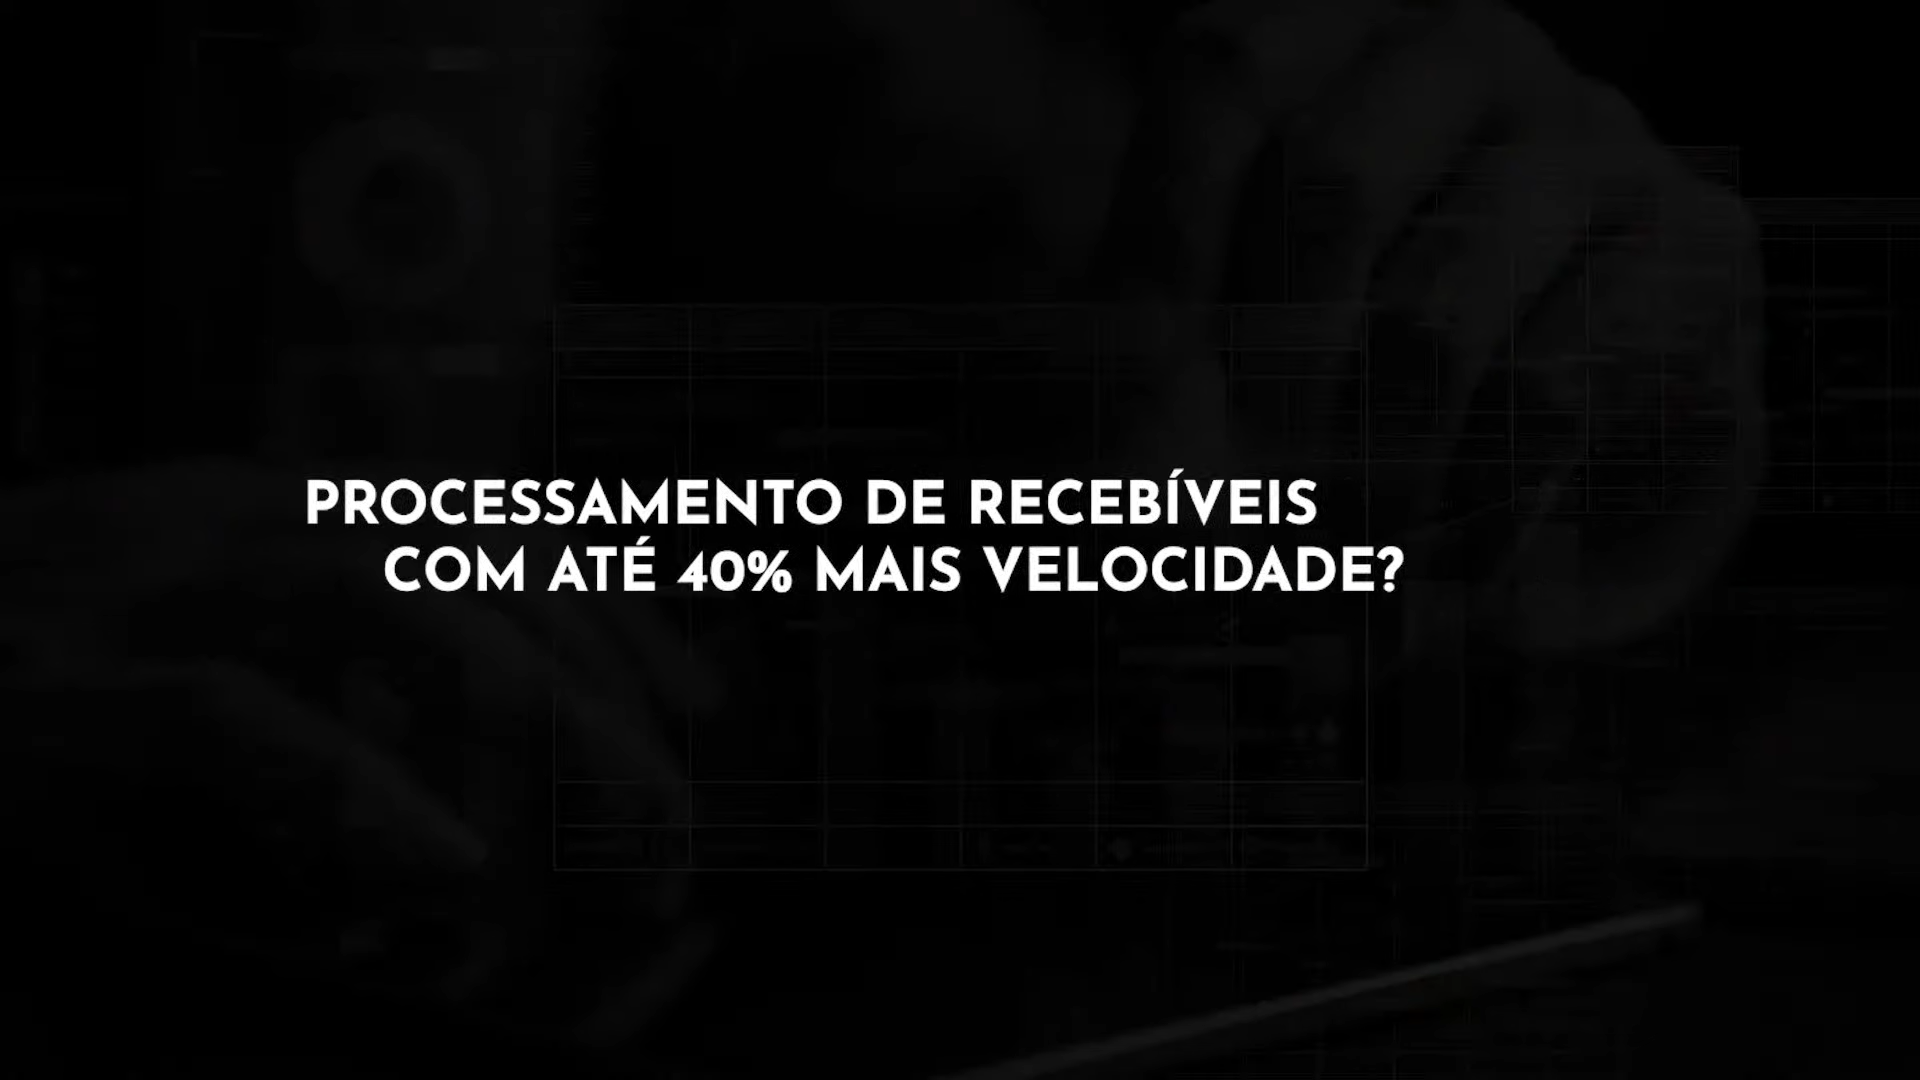 PROCESSAMENTO DE RECEBÍVEIS
COM ATÉ 40% MAIS VELOCIDADE?